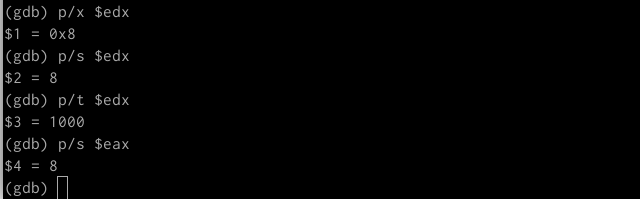 (gdb) p/x $edx
$1 = 0x8
(gdb) p/s $edx
$2 = 8
(gdb) p/t $edx
$3 = 1000
(gdb) p/s $eax
$4 = 8
(gdb)